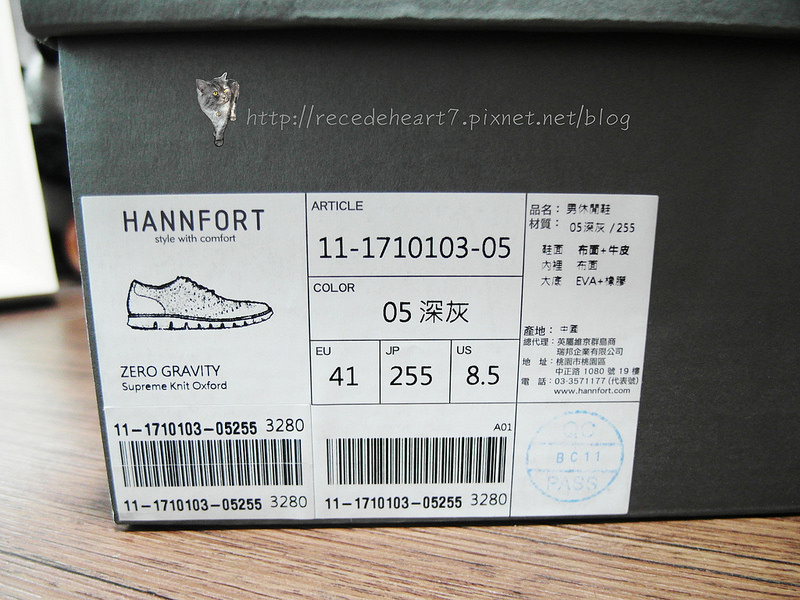 http://recedeheart7.pixnet.net/blog
HANNFORT
style with comfort
ZERO GRAVITY
Supreme Knit Oxford
ARTICLE
11-1710103-05
COLOR
05 深灰
EU
41
JP
255
US
8.5
品名： 男休閒鞋
材質： 05深灰 / 255
鞋面 布面+牛皮
內裡 布面
大底 EVA+橡膠
產地： 中國
總代理：英屬維京群島商
瑞邦企業有限公司
地 址：桃園市桃園區
中正路 1080 號 19 樓
電 話：03-3571177 (代表號)
www.hannfort.com
11-1710103-05255 3280
11-1710103-05255 3280
A01
11-1710103-05255 3280
QC
BC11
PASS